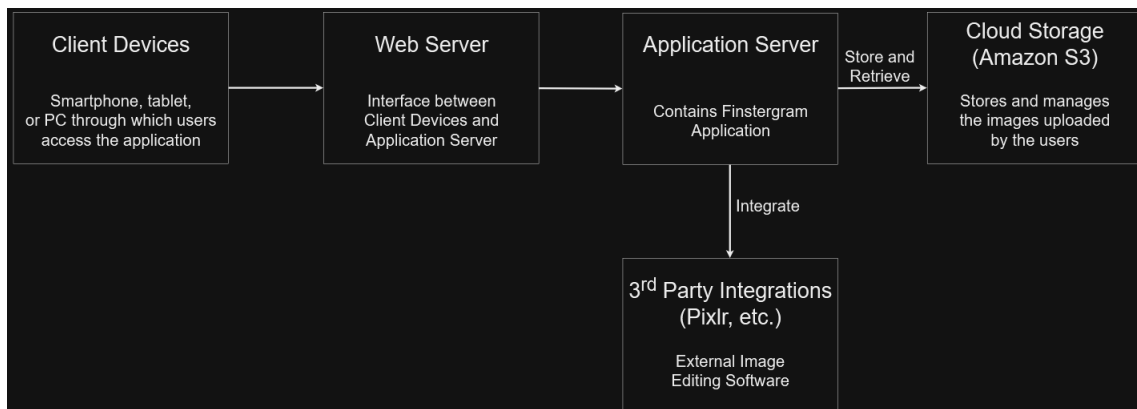 Client Devices
Smartphone, tablet,
or PC through which users
access the application
Web Server
Interface between
Client Devices and
Application Server
Application Server
Contains Finstergram
Application
Store and
Retrieve
Cloud Storage
(Amazon S3)
Stores and manages
the images uploaded
by the users
Integrate
3rd Party Integrations
(Pixlr, etc.)
External Image
Editing Software